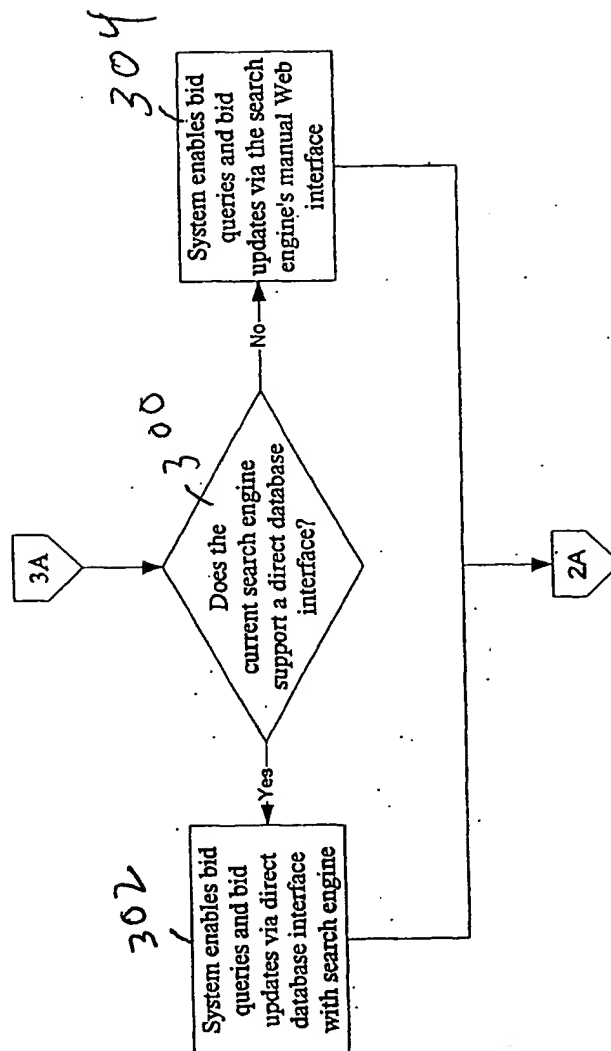 3A
300
Does the
current search engine
support a direct database
interface?
Yes
No
302
System enables bid
queries and bid
updates via direct
database interface
with search engine
304
System enables bid
queries and bid
updates via the search
engine's manual Web
interface
2A